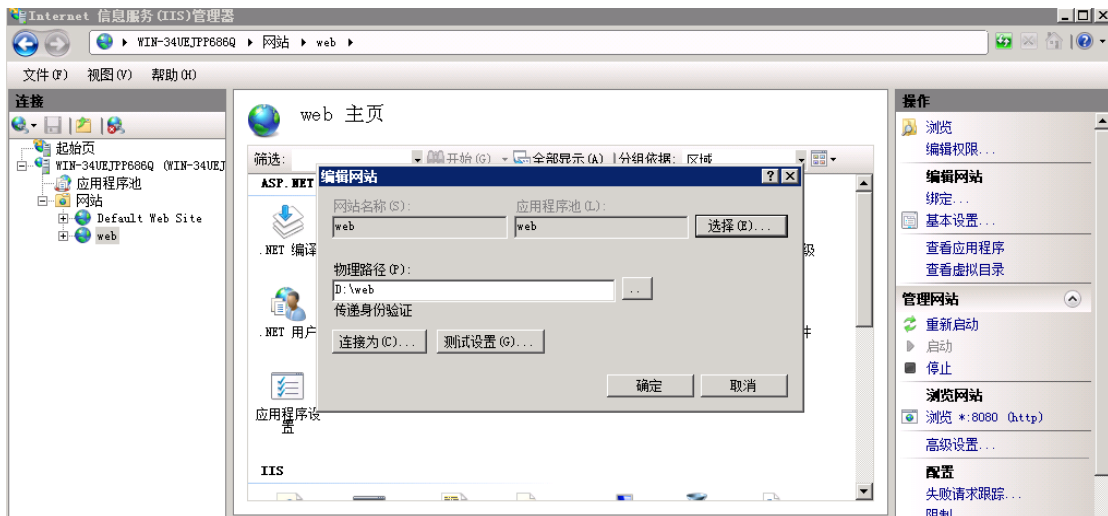 Internet 信息服务(IIS)管理器
WIN-34UEJPP686Q 网站 web
文件(F) 视图(V) 帮助(H)
连接
起始页
WIN-34UEJPP686Q (WIN-34UEJ
应用程序池
网站
Default Web Site
web
web 主页
筛选: 开始(G) 全部显示(A) 分组依据: 区域
ASP.NET
.NET 编译
级
.NET 用户
件
应用程序设
置
IIS
编辑网站
网站名称(S): 应用程序池(L):
web web 选择(E)...
物理路径(P):
D:\web ..
传递身份验证
连接为(C)... 测试设置(G)...
确定 取消
操作
浏览
编辑权限...
编辑网站
绑定...
基本设置...
查看应用程序
查看虚拟目录
管理网站
重新启动
启动
停止
浏览网站
浏览 *:8080 (http)
高级设置...
配置
失败请求跟踪...
限制